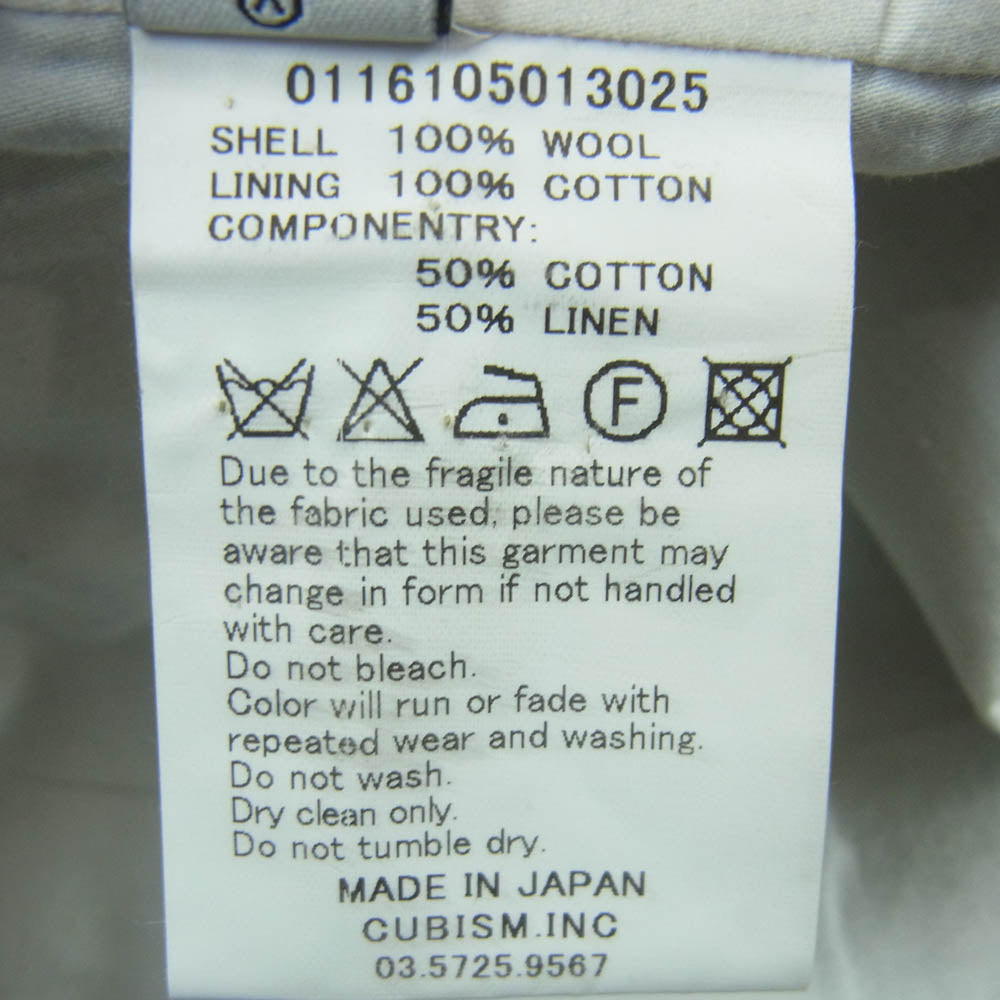 0116105013025
SHELL 100% WOOL
LINING 100% COTTON
COMPONENTRY:
50% COTTON
50% LINEN
F
Due to the fragile nature of
the fabric used, please be
aware that this garment may
change in form if not handled
with care.
Do not bleach.
Color will run or fade with
repeated wear and washing.
Do not wash.
Dry clean only.
Do not tumble dry.
MADE IN JAPAN
CUBISM.INC
03.5725.9567